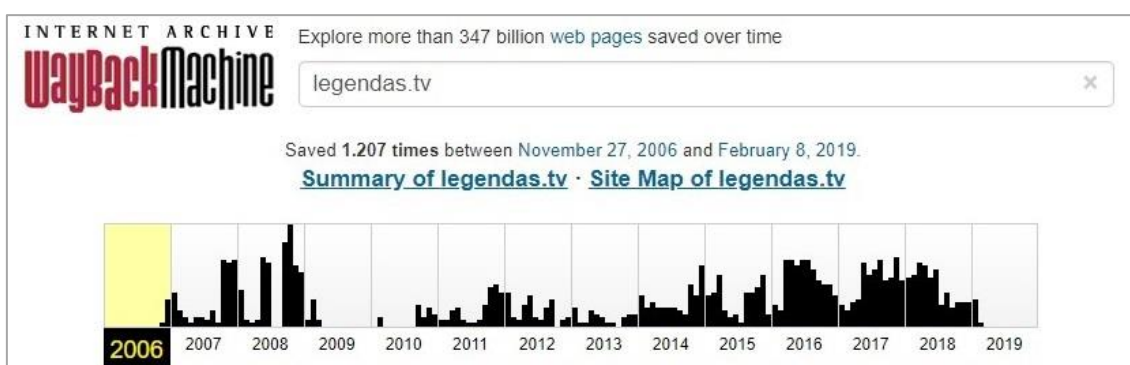 INTERNET ARCHIVE
WayBackMachine
Explore more than 347 billion web pages saved over time
legendas.tv ×
Saved 1.207 times between November 27, 2006 and February 8, 2019.
Summary of legendas.tv · Site Map of legendas.tv
2006 2007 2008 2009 2010 2011 2012 2013 2014 2015 2016 2017 2018 2019